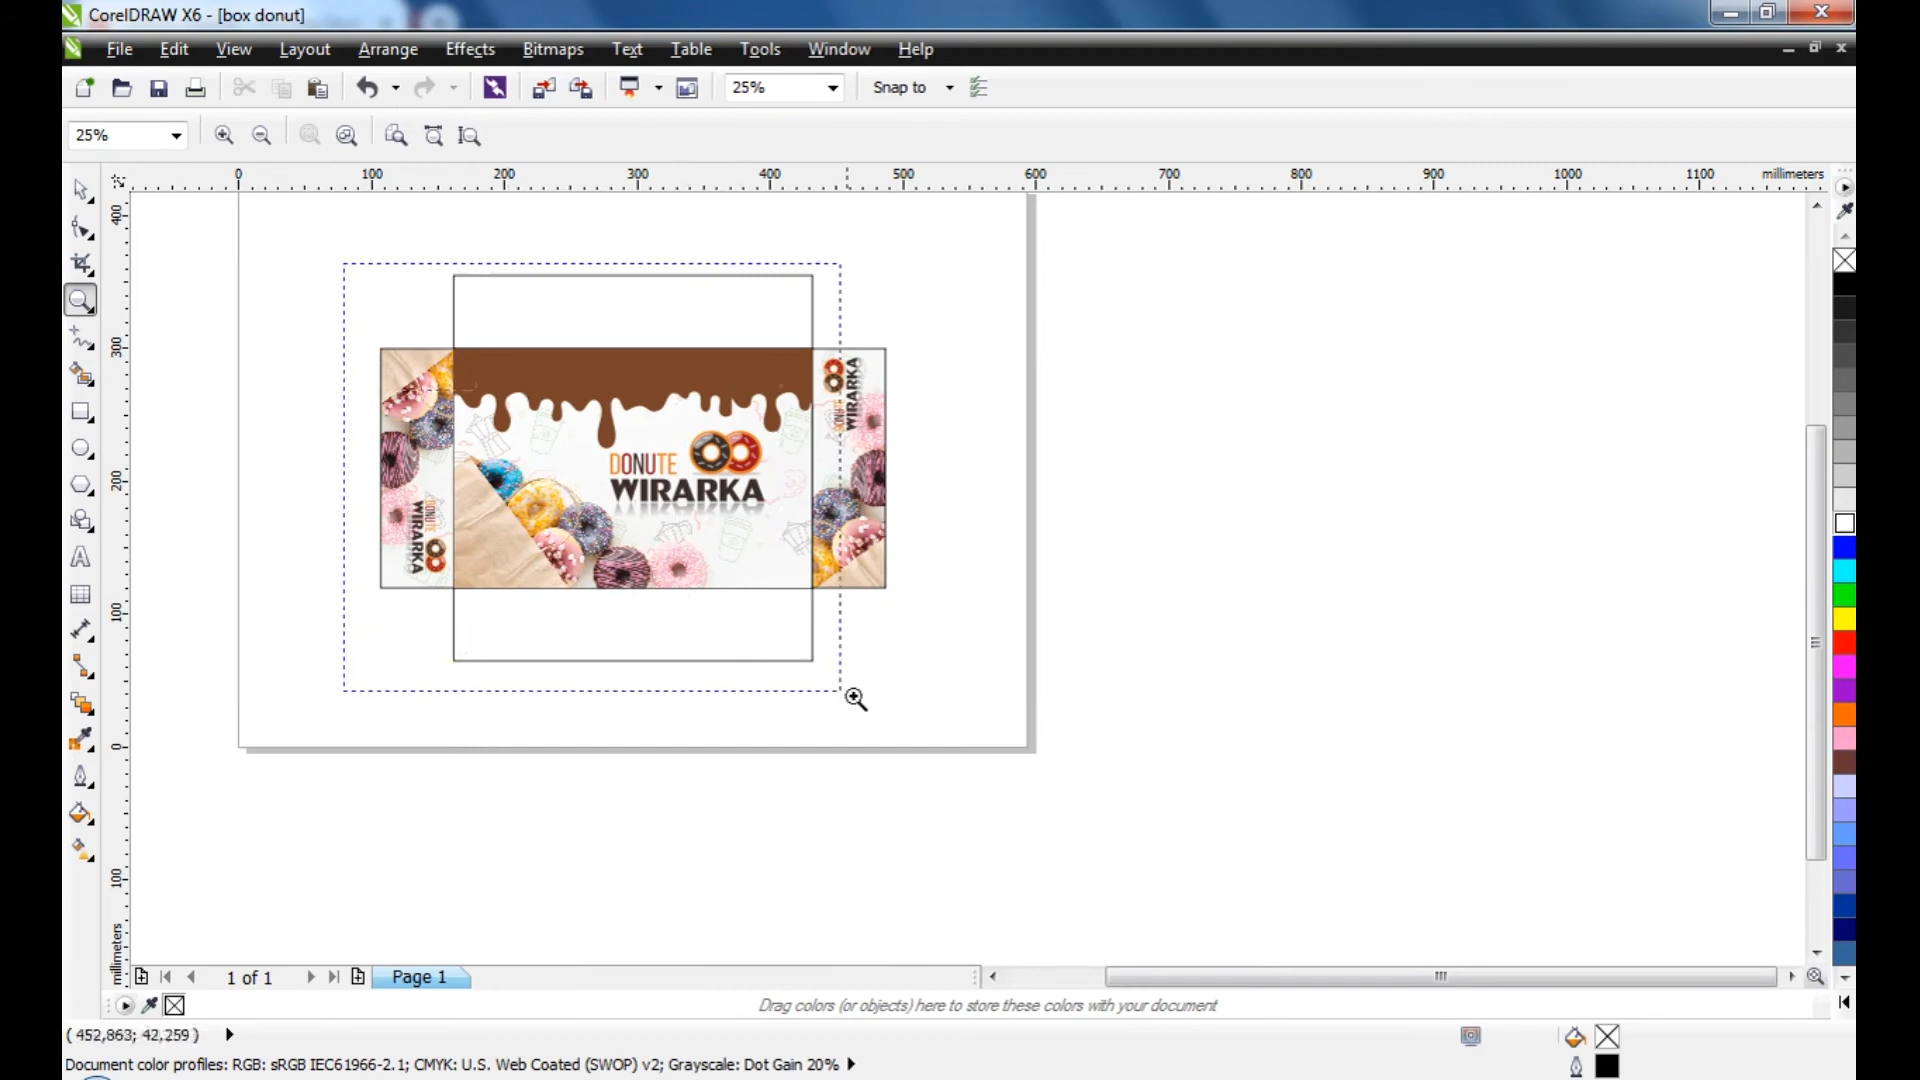 CorelDRAW X6 - [box donut]
File Edit View Layout Arrange Effects Bitmaps Text Table Tools Window Help
25% Snap to
25%
0 100 200 300 400 500 600 700 800 900 1000 1100 millimeters
400
300
200
100
0
100
millimeters
DONUTE
WIRARKA
DONUTE
WIRARKA
DONUTE
WIRARKA
1 of 1 Page 1
Drag colors (or objects) here to store these colors with your document
( 452,863; 42,259 )
Document color profiles: RGB: sRGB IEC61966-2.1; CMYK: U.S. Web Coated (SWOP) v2; Grayscale: Dot Gain 20%